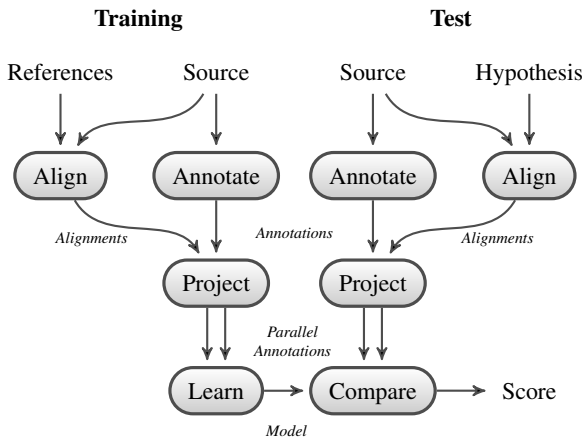 Training Test
References Source Source Hypothesis
Align Annotate Annotate Align
Alignments Annotations Alignments
Project Project
Parallel
Annotations
Learn Compare Score
Model